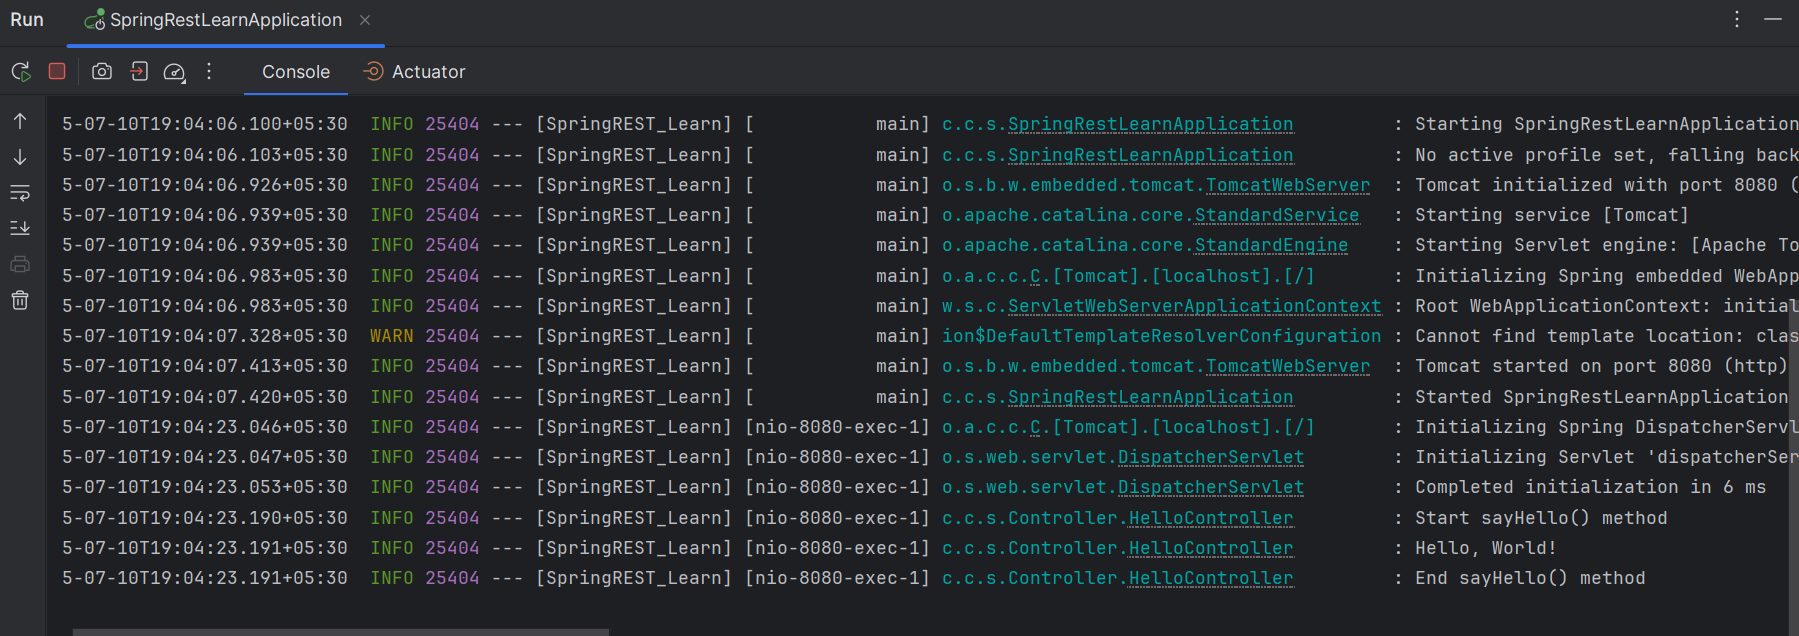 Run SpringRestLearnApplication
Console Actuator
5-07-10T19:04:06.100+05:30  INFO 25404 --- [SpringREST_Learn] [           main] c.c.s.SpringRestLearnApplication         : Starting SpringRestLearnApplication
5-07-10T19:04:06.103+05:30  INFO 25404 --- [SpringREST_Learn] [           main] c.c.s.SpringRestLearnApplication         : No active profile set, falling back
5-07-10T19:04:06.926+05:30  INFO 25404 --- [SpringREST_Learn] [           main] o.s.b.w.embedded.tomcat.TomcatWebServer  : Tomcat initialized with port 8080 (
5-07-10T19:04:06.939+05:30  INFO 25404 --- [SpringREST_Learn] [           main] o.apache.catalina.core.StandardService   : Starting service [Tomcat]
5-07-10T19:04:06.939+05:30  INFO 25404 --- [SpringREST_Learn] [           main] o.apache.catalina.core.StandardEngine    : Starting Servlet engine: [Apache To
5-07-10T19:04:06.983+05:30  INFO 25404 --- [SpringREST_Learn] [           main] o.a.c.c.C.[Tomcat].[localhost].[/]       : Initializing Spring embedded WebApp
5-07-10T19:04:06.983+05:30  INFO 25404 --- [SpringREST_Learn] [           main] w.s.c.ServletWebServerApplicationContext : Root WebApplicationContext: initial
5-07-10T19:04:07.328+05:30  WARN 25404 --- [SpringREST_Learn] [           main] ion$DefaultTemplateResolverConfiguration : Cannot find template location: clas
5-07-10T19:04:07.413+05:30  INFO 25404 --- [SpringREST_Learn] [           main] o.s.b.w.embedded.tomcat.TomcatWebServer  : Tomcat started on port 8080 (http)
5-07-10T19:04:07.420+05:30  INFO 25404 --- [SpringREST_Learn] [           main] c.c.s.SpringRestLearnApplication         : Started SpringRestLearnApplication
5-07-10T19:04:23.046+05:30  INFO 25404 --- [SpringREST_Learn] [nio-8080-exec-1] o.a.c.c.C.[Tomcat].[localhost].[/]       : Initializing Spring DispatcherServl
5-07-10T19:04:23.047+05:30  INFO 25404 --- [SpringREST_Learn] [nio-8080-exec-1] o.s.web.servlet.DispatcherServlet        : Initializing Servlet 'dispatcherSer
5-07-10T19:04:23.053+05:30  INFO 25404 --- [SpringREST_Learn] [nio-8080-exec-1] o.s.web.servlet.DispatcherServlet        : Completed initialization in 6 ms
5-07-10T19:04:23.190+05:30  INFO 25404 --- [SpringREST_Learn] [nio-8080-exec-1] c.c.s.Controller.HelloController         : Start sayHello() method
5-07-10T19:04:23.191+05:30  INFO 25404 --- [SpringREST_Learn] [nio-8080-exec-1] c.c.s.Controller.HelloController         : Hello, World!
5-07-10T19:04:23.191+05:30  INFO 25404 --- [SpringREST_Learn] [nio-8080-exec-1] c.c.s.Controller.HelloController         : End sayHello() method